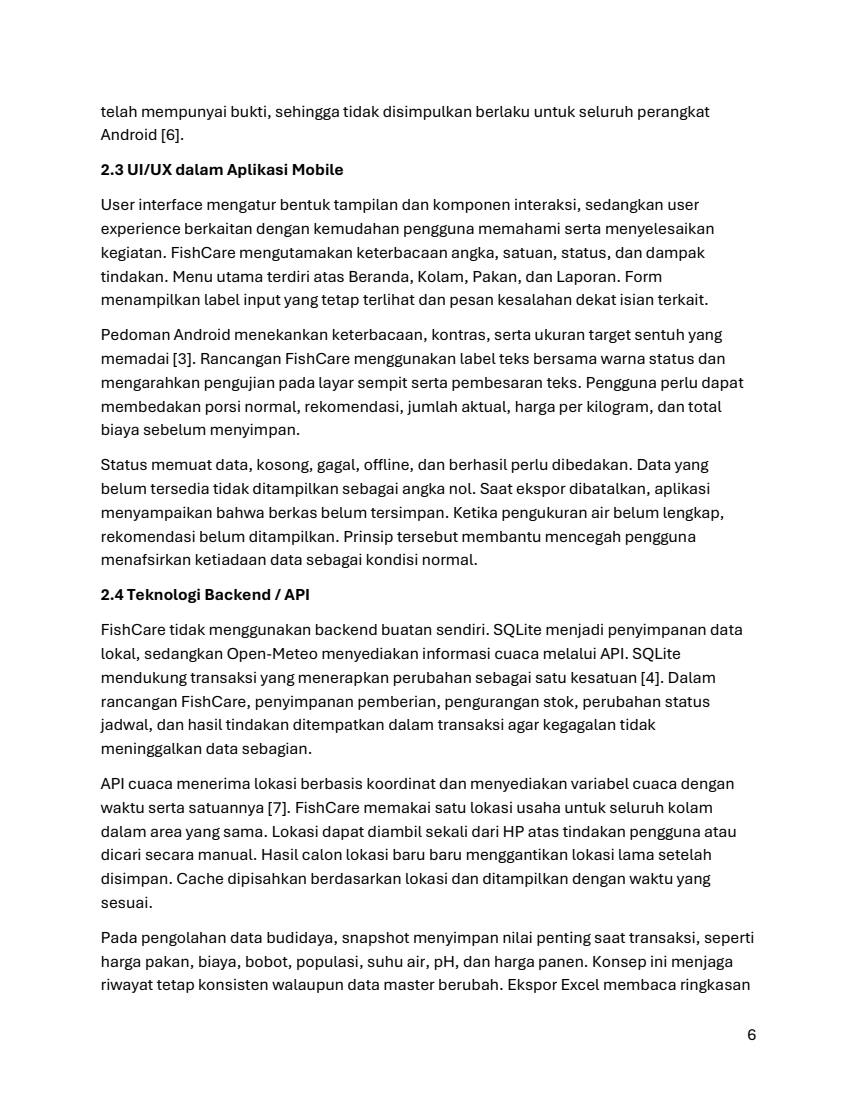 telah mempunyai bukti, sehingga tidak disimpulkan berlaku untuk seluruh perangkat
Android [6].
2.3 UI/UX dalam Aplikasi Mobile
User interface mengatur bentuk tampilan dan komponen interaksi, sedangkan user
experience berkaitan dengan kemudahan pengguna memahami serta menyelesaikan
kegiatan. FishCare mengutamakan keterbacaan angka, satuan, status, dan dampak
tindakan. Menu utama terdiri atas Beranda, Kolam, Pakan, dan Laporan. Form
menampilkan label input yang tetap terlihat dan pesan kesalahan dekat isian terkait.
Pedoman Android menekankan keterbacaan, kontras, serta ukuran target sentuh yang
memadai [3]. Rancangan FishCare menggunakan label teks bersama warna status dan
mengarahkan pengujian pada layar sempit serta pembesaran teks. Pengguna perlu dapat
membedakan porsi normal, rekomendasi, jumlah aktual, harga per kilogram, dan total
biaya sebelum menyimpan.
Status memuat data, kosong, gagal, offline, dan berhasil perlu dibedakan. Data yang
belum tersedia tidak ditampilkan sebagai angka nol. Saat ekspor dibatalkan, aplikasi
menyampaikan bahwa berkas belum tersimpan. Ketika pengukuran air belum lengkap,
rekomendasi belum ditampilkan. Prinsip tersebut membantu mencegah pengguna
menafsirkan ketiadaan data sebagai kondisi normal.
2.4 Teknologi Backend / API
FishCare tidak menggunakan backend buatan sendiri. SQLite menjadi penyimpanan data
lokal, sedangkan Open-Meteo menyediakan informasi cuaca melalui API. SQLite
mendukung transaksi yang menerapkan perubahan sebagai satu kesatuan [4]. Dalam
rancangan FishCare, penyimpanan pemberian, pengurangan stok, perubahan status
jadwal, dan hasil tindakan ditempatkan dalam transaksi agar kegagalan tidak
meninggalkan data sebagian.
API cuaca menerima lokasi berbasis koordinat dan menyediakan variabel cuaca dengan
waktu serta satuannya [7]. FishCare memakai satu lokasi usaha untuk seluruh kolam
dalam area yang sama. Lokasi dapat diambil sekali dari HP atas tindakan pengguna atau
dicari secara manual. Hasil calon lokasi baru baru menggantikan lokasi lama setelah
disimpan. Cache dipisahkan berdasarkan lokasi dan ditampilkan dengan waktu yang
sesuai.
Pada pengolahan data budidaya, snapshot menyimpan nilai penting saat transaksi, seperti
harga pakan, biaya, bobot, populasi, suhu air, pH, dan harga panen. Konsep ini menjaga
riwayat tetap konsisten walaupun data master berubah. Ekspor Excel membaca ringkasan
6